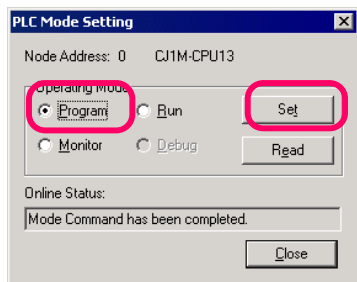 PLC Mode Setting
Node Address: 0 CJ1M-CPU13
Operating Mode
Program Run Set
Monitor Debug Read
Online Status:
Mode Command has been completed.
Close